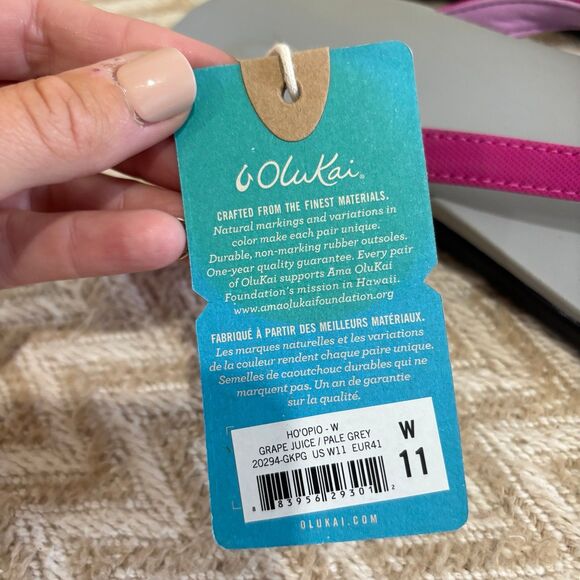 OluKai®
CRAFTED FROM THE FINEST MATERIALS.
Natural markings and variations in
color make each pair unique.
Durable, non-marking rubber outsoles.
One-year quality guarantee. Every pair
of OluKai supports Ama OluKai
Foundation's mission in Hawaii.
www.amaolukaifoundation.org
FABRIQUÉ À PARTIR DES MEILLEURS MATÉRIAUX.
Les marques naturelles et les variations
de la couleur rendent chaque paire unique.
Semelles de caoutchouc durables qui ne
marquent pas. Un an de garantie
sur la qualité.
HO'OPIO - W
GRAPE JUICE / PALE GREY
20294-GKPG US W11 EUR41
W
11
8 83956 29301 2
OLUKAI.COM